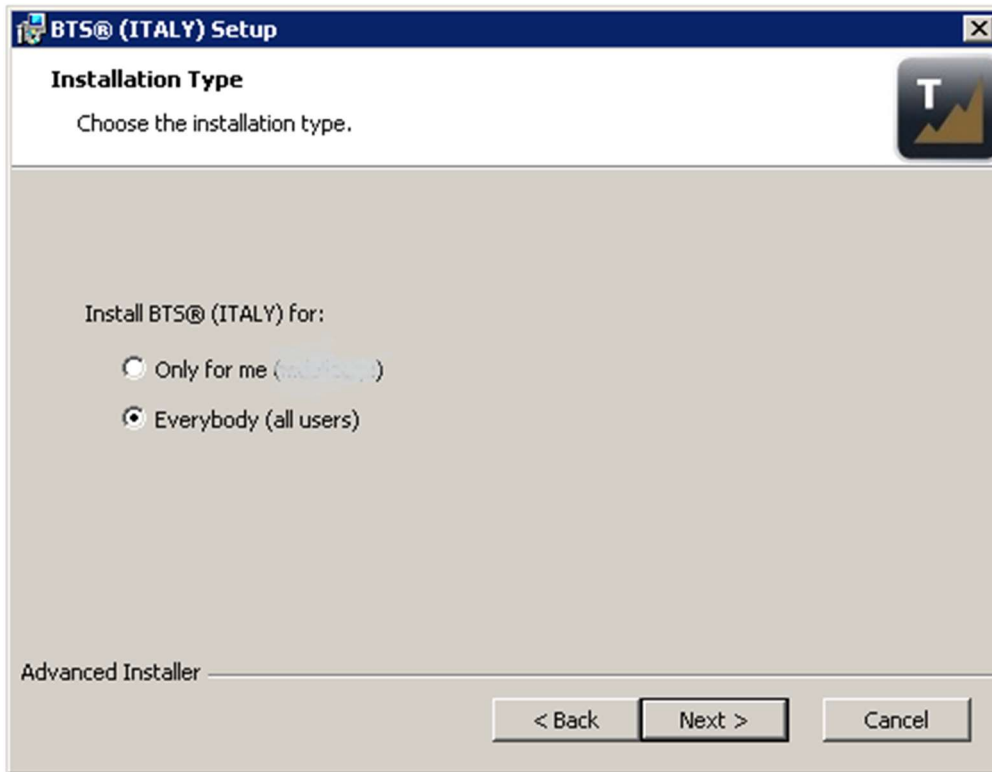 BTS® (ITALY) Setup
Installation Type
T
Choose the installation type.
Install BTS® (ITALY) for:
Only for me ( )
Everybody (all users)
Advanced Installer
< Back Next > Cancel